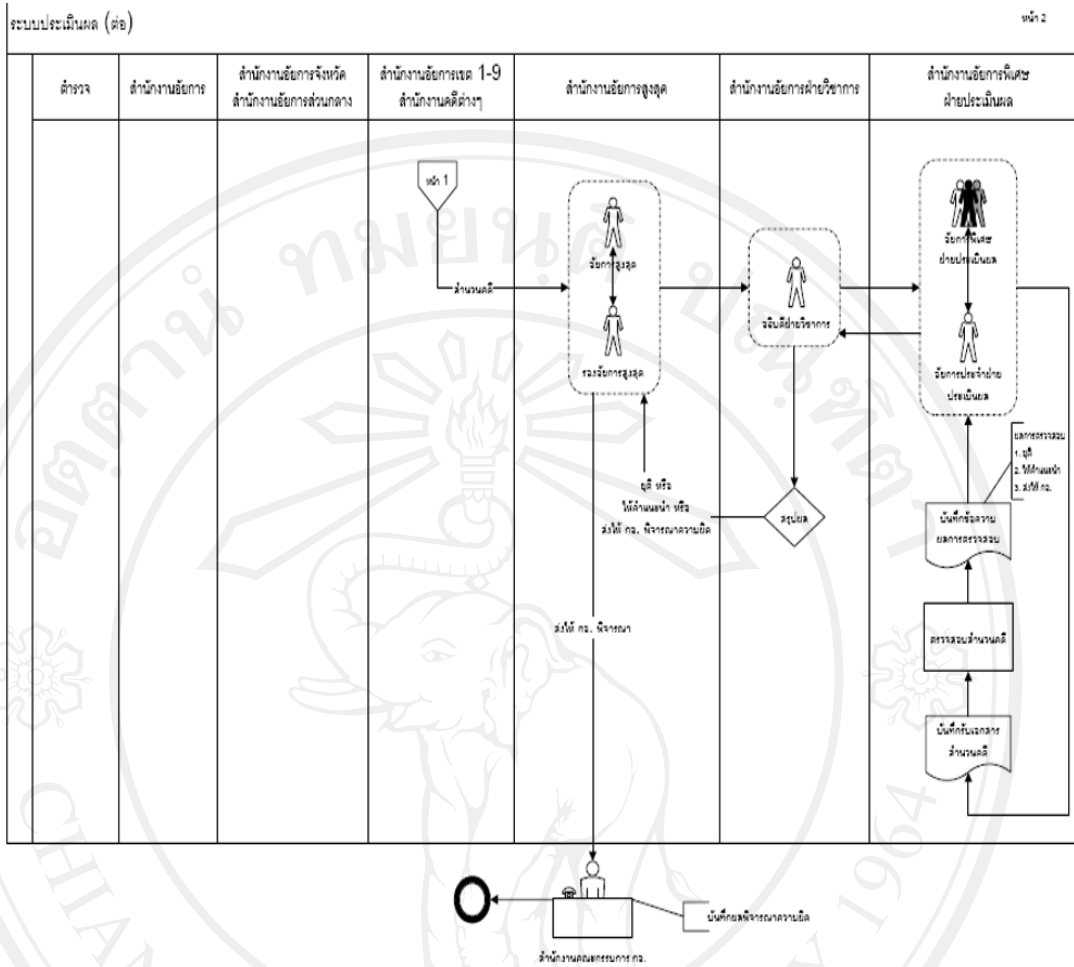 ระบบประเมินผล (ต่อ)
หน้า 2
ตำรวจ
สำนักงานอัยการ
สำนักงานอัยการจังหวัด
สำนักงานอัยการส่วนกลาง
สำนักงานอัยการเขต 1-9
สำนักงานคดีต่างๆ
สำนักงานอัยการสูงสุด
สำนักงานอัยการฝ่ายวิชาการ
สำนักงานอัยการพิเศษ
ฝ่ายประเมินผล
หน้า 1
สำนวนคดี
อัยการสูงสุด
รองอัยการสูงสุด
อธิบดีฝ่ายวิชาการ
อัยการพิเศษ
ฝ่ายประเมินผล
อัยการประจำฝ่าย
ประเมินผล
ยุติ หรือ
ให้คำแนะนำ หรือ
ส่งให้ กอ. พิจารณาความผิด
สรุปผล
ผลการตรวจสอบ
1. ยุติ
2. ให้คำแนะนำ
3. ส่งให้ กอ.
บันทึกข้อความ
ผลการตรวจสอบ
ตรวจสอบสำนวนคดี
บันทึกรับเอกสาร
สำนวนคดี
ส่งให้ กอ. พิจารณา
บันทึกผลพิจารณาความผิด
สำนักงานคณะกรรมการ กอ.
CHIANG
1964